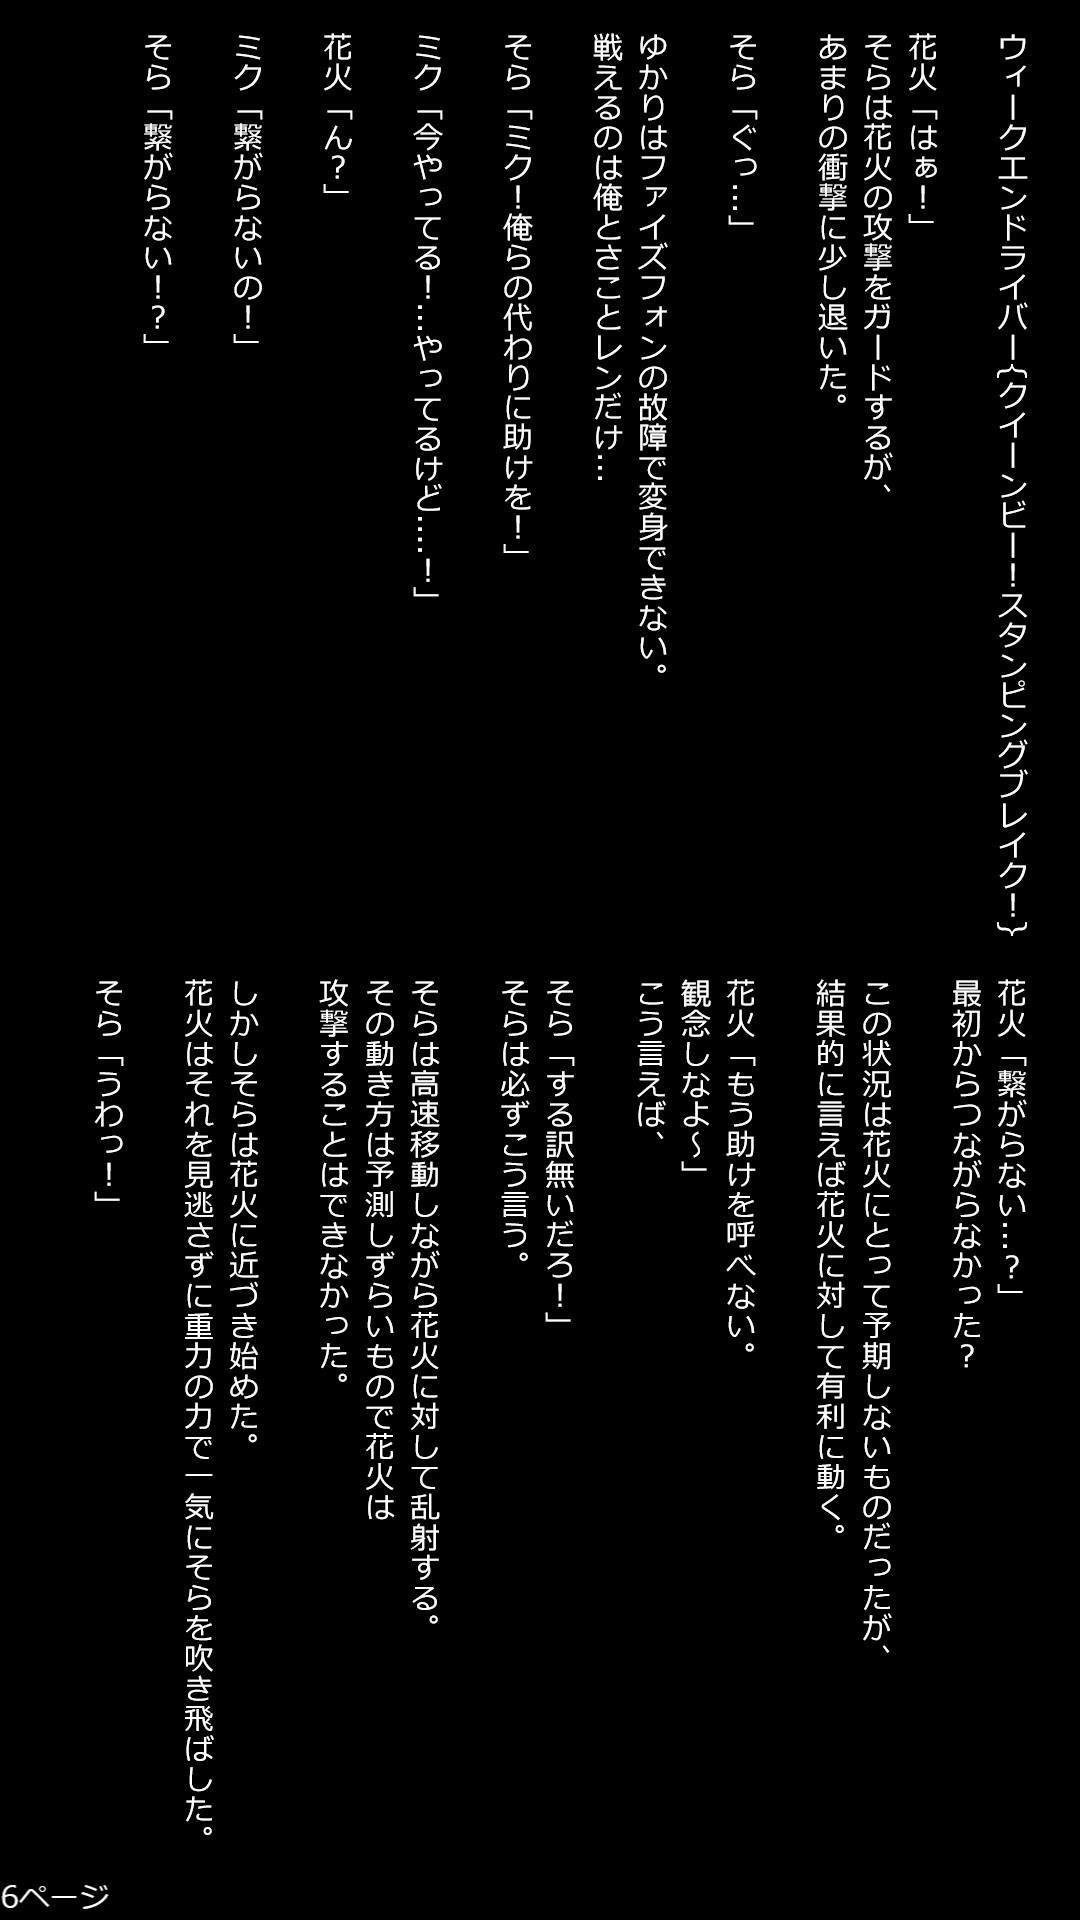 ウィークエンドライバー{クイーンビー！スタンピングブレイク！}
花火「はぁ！」
そらは花火の攻撃をガードするが、
あまりの衝撃に少し退いた。
そら「ぐっ…」
ゆかりはファイズフォンの故障で変身できない。
戦えるのは俺とさことレンだけ…
そら「ミク！俺らの代わりに助けを！」
ミク「今やってる！…やってるけど……！」
花火「ん？」
ミク「繋がらないの！」
そら「繋がらない！？」
花火「繋がらない…？」
最初からつながらなかった？
この状況は花火にとって予期しないものだったが、
結果的に言えば花火に対して有利に動く。
花火「もう助けを呼べない。
観念しなよ～」
こう言えば、
そら「する訳無いだろ！」
そらは必ずこう言う。
そらは高速移動しながら花火に対して乱射する。
その動き方は予測しずらいもので花火は
攻撃することはできなかった。
しかしそらは花火に近づき始めた。
花火はそれを見逃さずに重力の力で一気にそらを吹き飛ばした。
そら「うわっ！」
6ページ